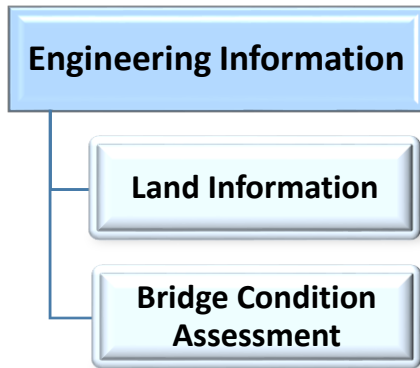 Engineering Information
Land Information
Bridge Condition
Assessment